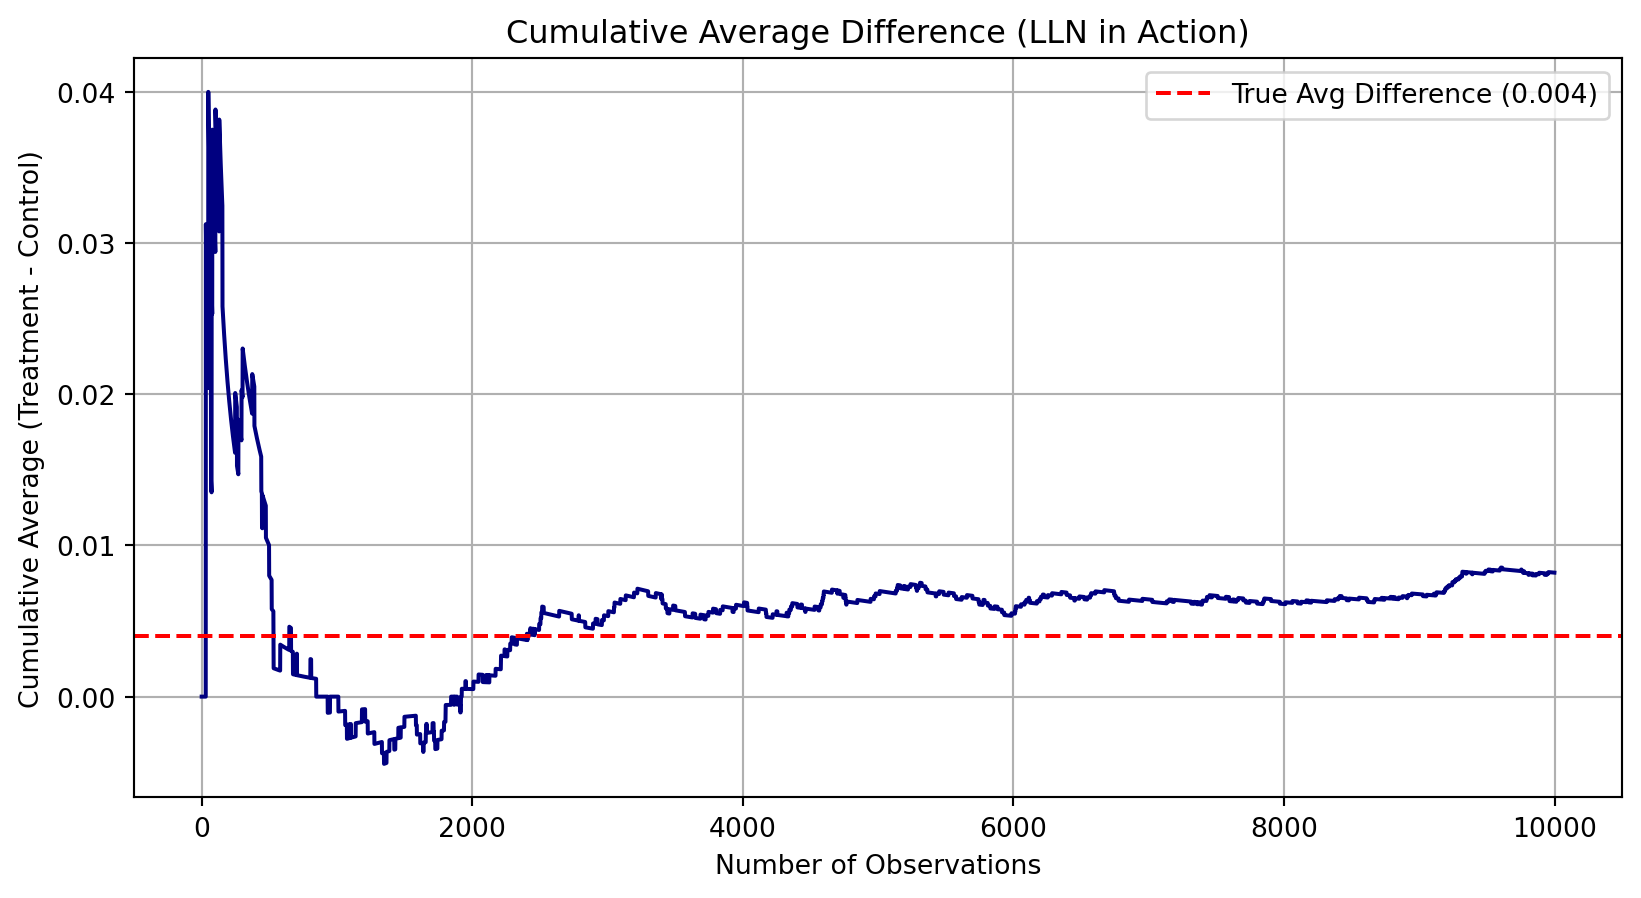 Cumulative Average Difference (LLN in Action)
True Avg Difference (0.004)
Cumulative Average (Treatment - Control)
0.04
0.03
0.02
0.01
0.00
0 2000 4000 6000 8000 10000
Number of Observations